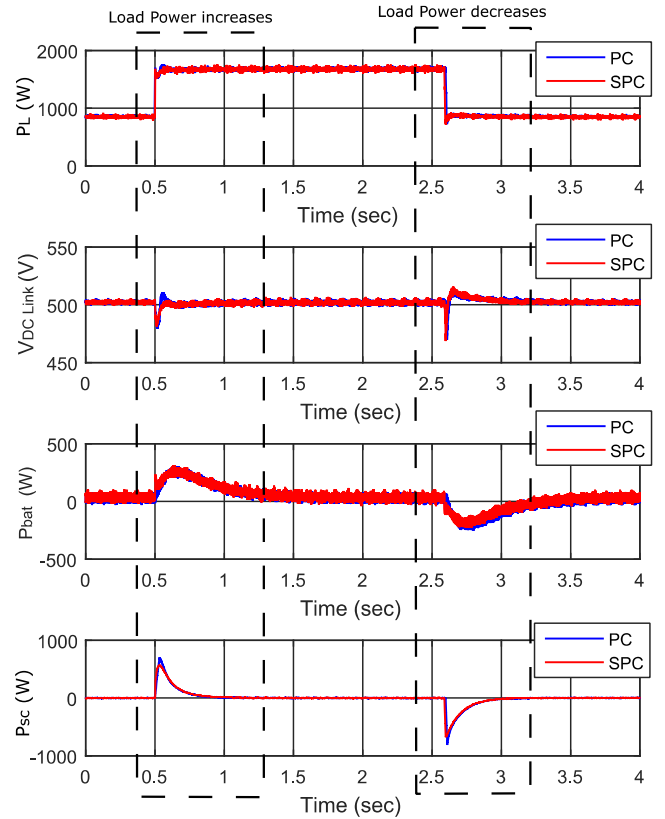 Load Power increases
Load Power decreases
PL (W)
2000
1000
0
PC
SPC
0 0.5 1 1.5 2 2.5 3 3.5 4
Time (sec)
VDC Link (V)
550
500
450
PC
SPC
0 0.5 1 1.5 2 2.5 3 3.5 4
Time (sec)
Pbat (W)
500
0
-500
PC
SPC
0 0.5 1 1.5 2 2.5 3 3.5 4
Time (sec)
Psc (W)
1000
0
-1000
PC
SPC
0 0.5 1 1.5 2 2.5 3 3.5 4
Time (sec)